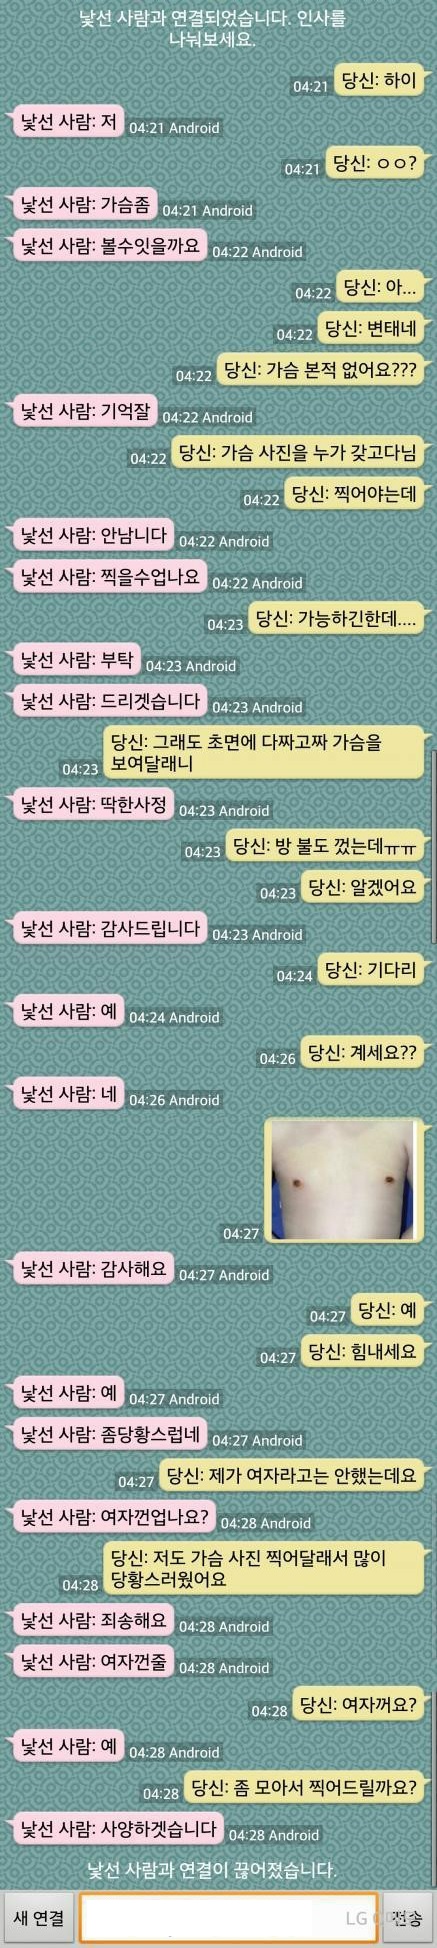 낯선 사람과 연결되었습니다. 인사를
나눠보세요.
04:21 당신: 하이
낯선 사람: 저 04:21 Android
04:21 당신: ㅇㅇ?
낯선 사람: 가슴좀 04:21 Android
낯선 사람: 볼수잇을까요 04:22 Android
04:22 당신: 아...
04:22 당신: 변태네
04:22 당신: 가슴 본적 없어요???
낯선 사람: 기억잘 04:22 Android
04:22 당신: 가슴 사진을 누가 갖고다님
04:22 당신: 찍어야는데
낯선 사람: 안남니다 04:22 Android
낯선 사람: 찍을수업나요 04:22 Android
04:23 당신: 가능하긴한데....
낯선 사람: 부탁 04:23 Android
낯선 사람: 드리겟습니다 04:23 Android
당신: 그래도 초면에 다짜고짜 가슴을
04:23 보여달래니
낯선 사람: 딱한사정 04:23 Android
04:23 당신: 방 불도 껐는데ㅠㅠ
04:23 당신: 알겠어요
낯선 사람: 감사드립니다 04:23 Android
04:24 당신: 기다리
낯선 사람: 예 04:24 Android
04:26 당신: 계세요??
낯선 사람: 네 04:26 Android
04:27
낯선 사람: 감사해요 04:27 Android
04:27 당신: 예
04:27 당신: 힘내세요
낯선 사람: 예 04:27 Android
낯선 사람: 좀당황스럽네 04:27 Android
04:27 당신: 제가 여자라고는 안했는데요
낯선 사람: 여자껀업나요? 04:28 Android
당신: 저도 가슴 사진 찍어달래서 많이
04:28 당황스러웠어요
낯선 사람: 죄송해요 04:28 Android
낯선 사람: 여자껀줄 04:28 Android
04:28 당신: 여자꺼요?
낯선 사람: 예 04:28 Android
04:28 당신: 좀 모아서 찍어드릴까요?
낯선 사람: 사양하겟습니다 04:28 Android
낯선 사람과 연결이 끊어졌습니다.
새 연결 LG 전송